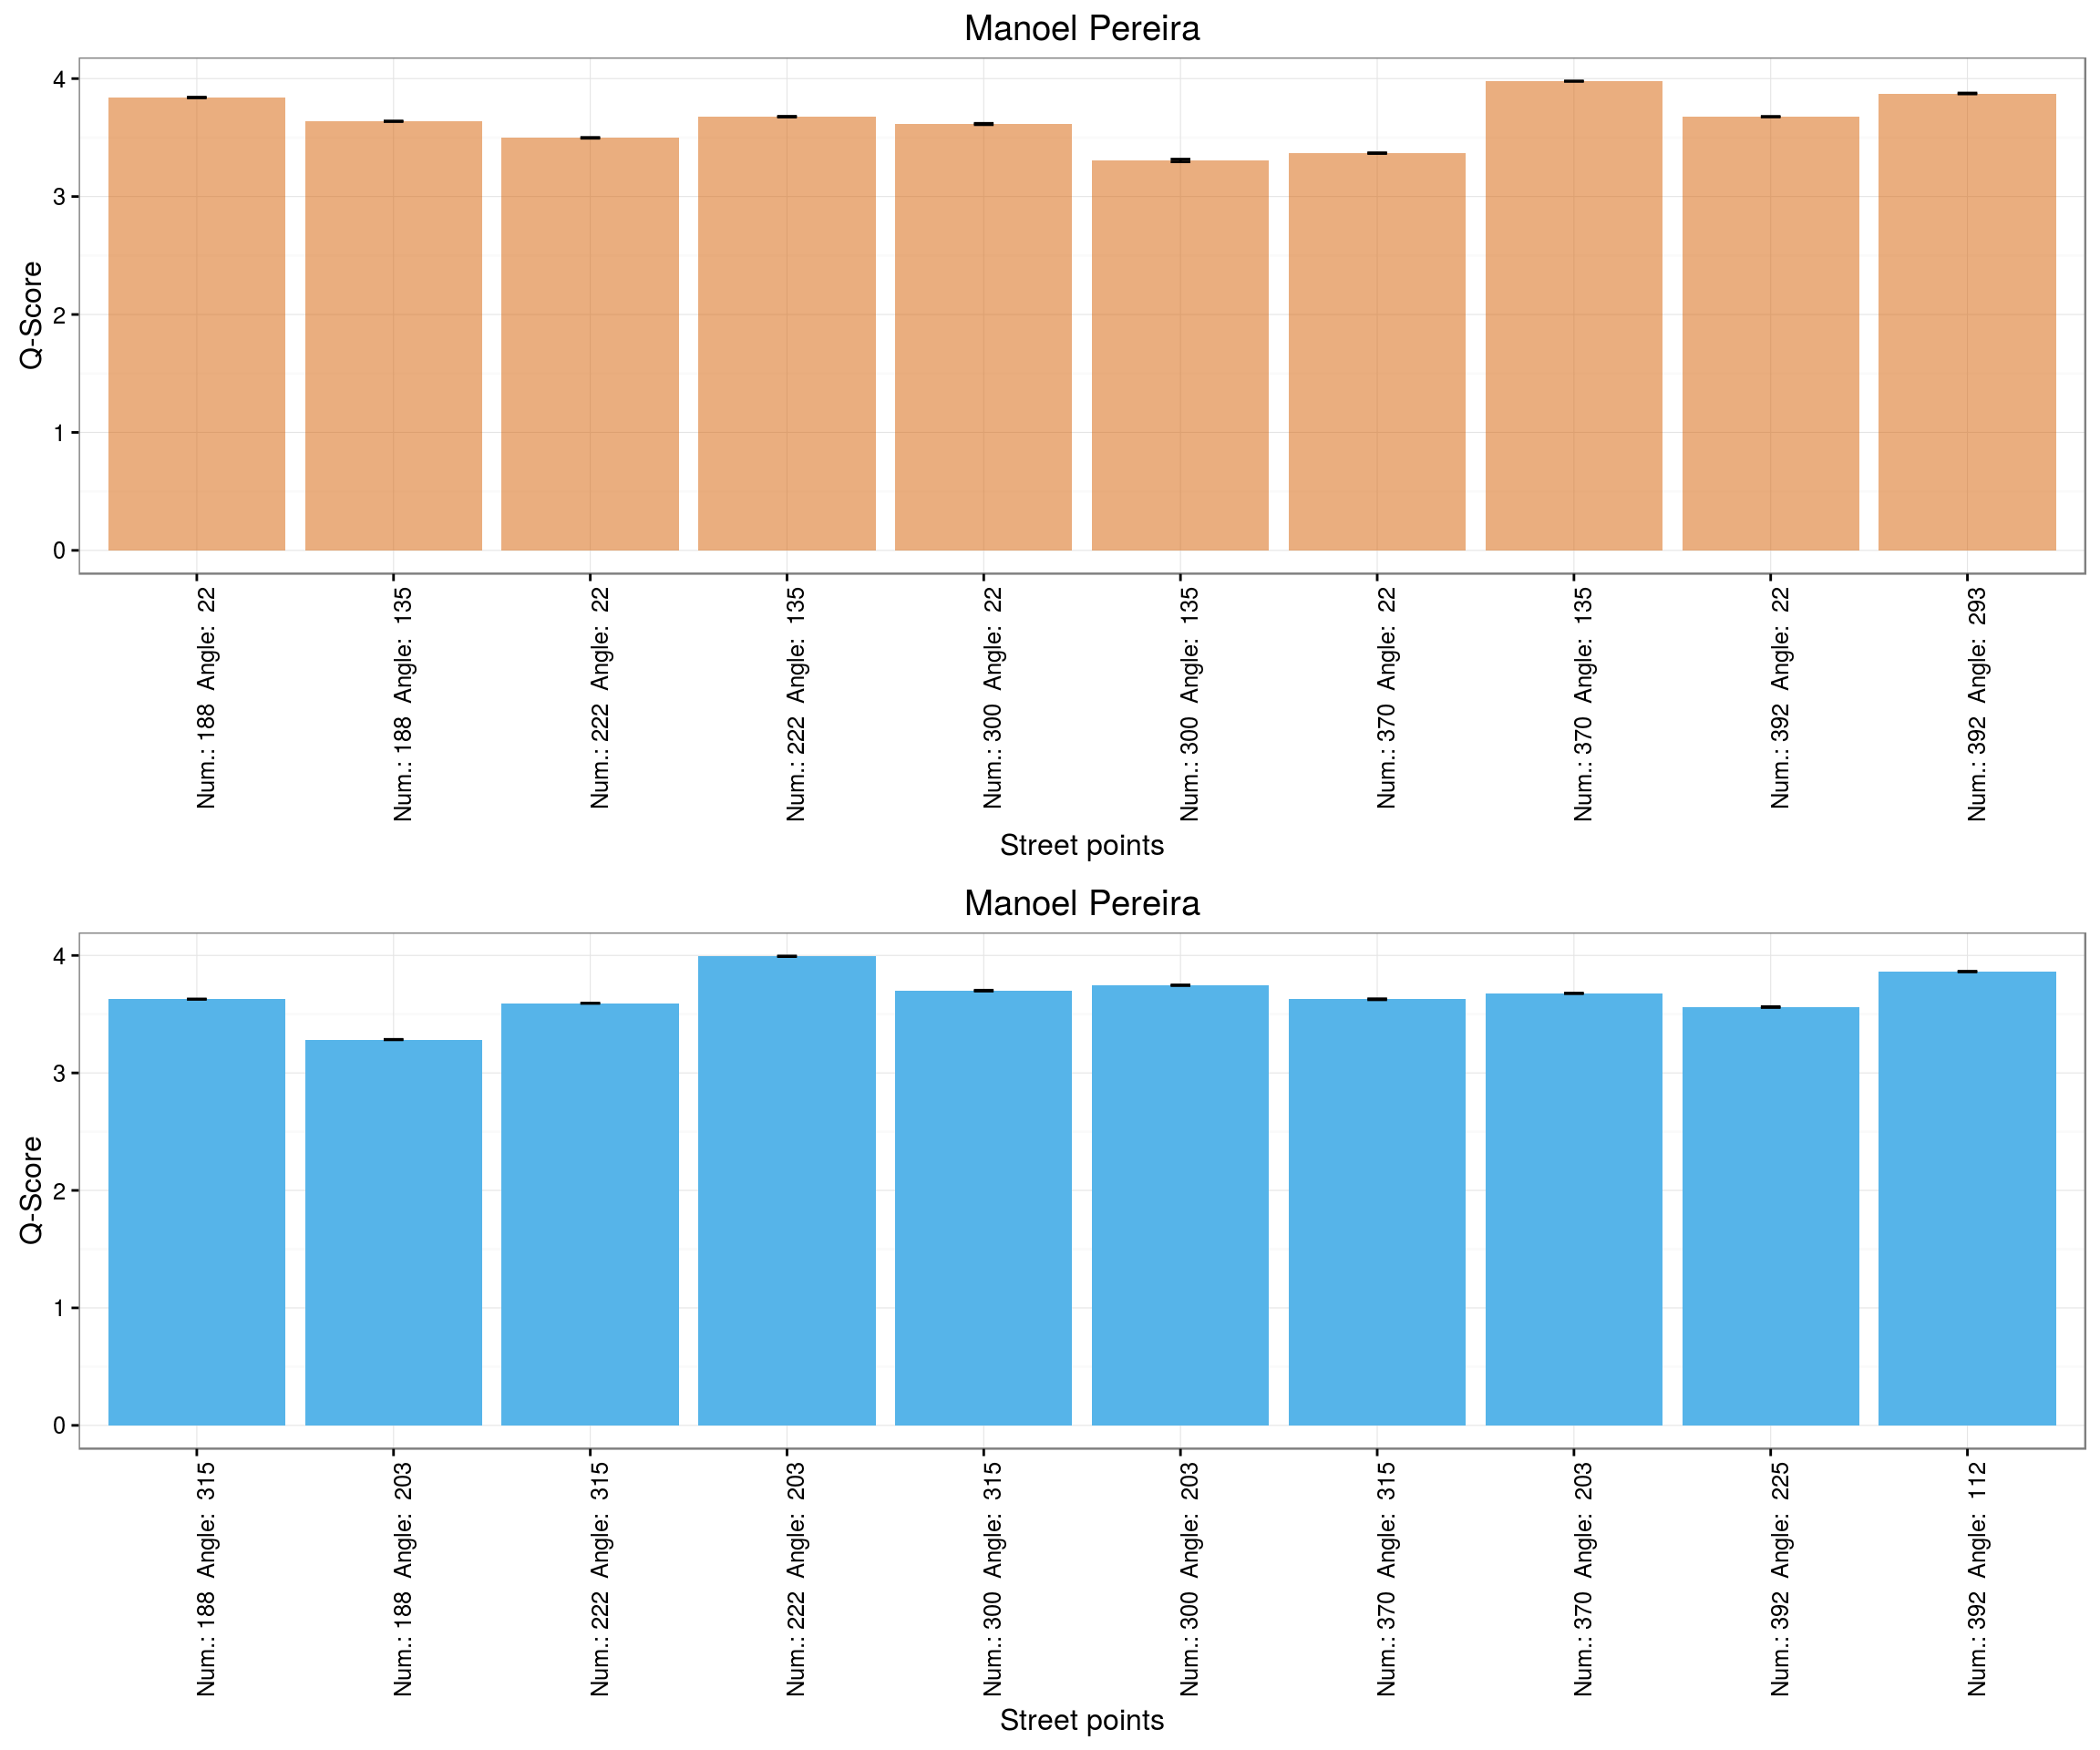 Manoel Pereira
Q-Score
4
3
2
1
0
Num.: 188 Angle: 22
Num.: 188 Angle: 135
Num.: 222 Angle: 22
Num.: 222 Angle: 135
Num.: 300 Angle: 22
Num.: 300 Angle: 135
Num.: 370 Angle: 22
Num.: 370 Angle: 135
Num.: 392 Angle: 22
Num.: 392 Angle: 293
Street points
Manoel Pereira
Q-Score
4
3
2
1
0
Num.: 188 Angle: 315
Num.: 188 Angle: 203
Num.: 222 Angle: 315
Num.: 222 Angle: 203
Num.: 300 Angle: 315
Num.: 300 Angle: 203
Num.: 370 Angle: 315
Num.: 370 Angle: 203
Num.: 392 Angle: 225
Num.: 392 Angle: 112
Street points